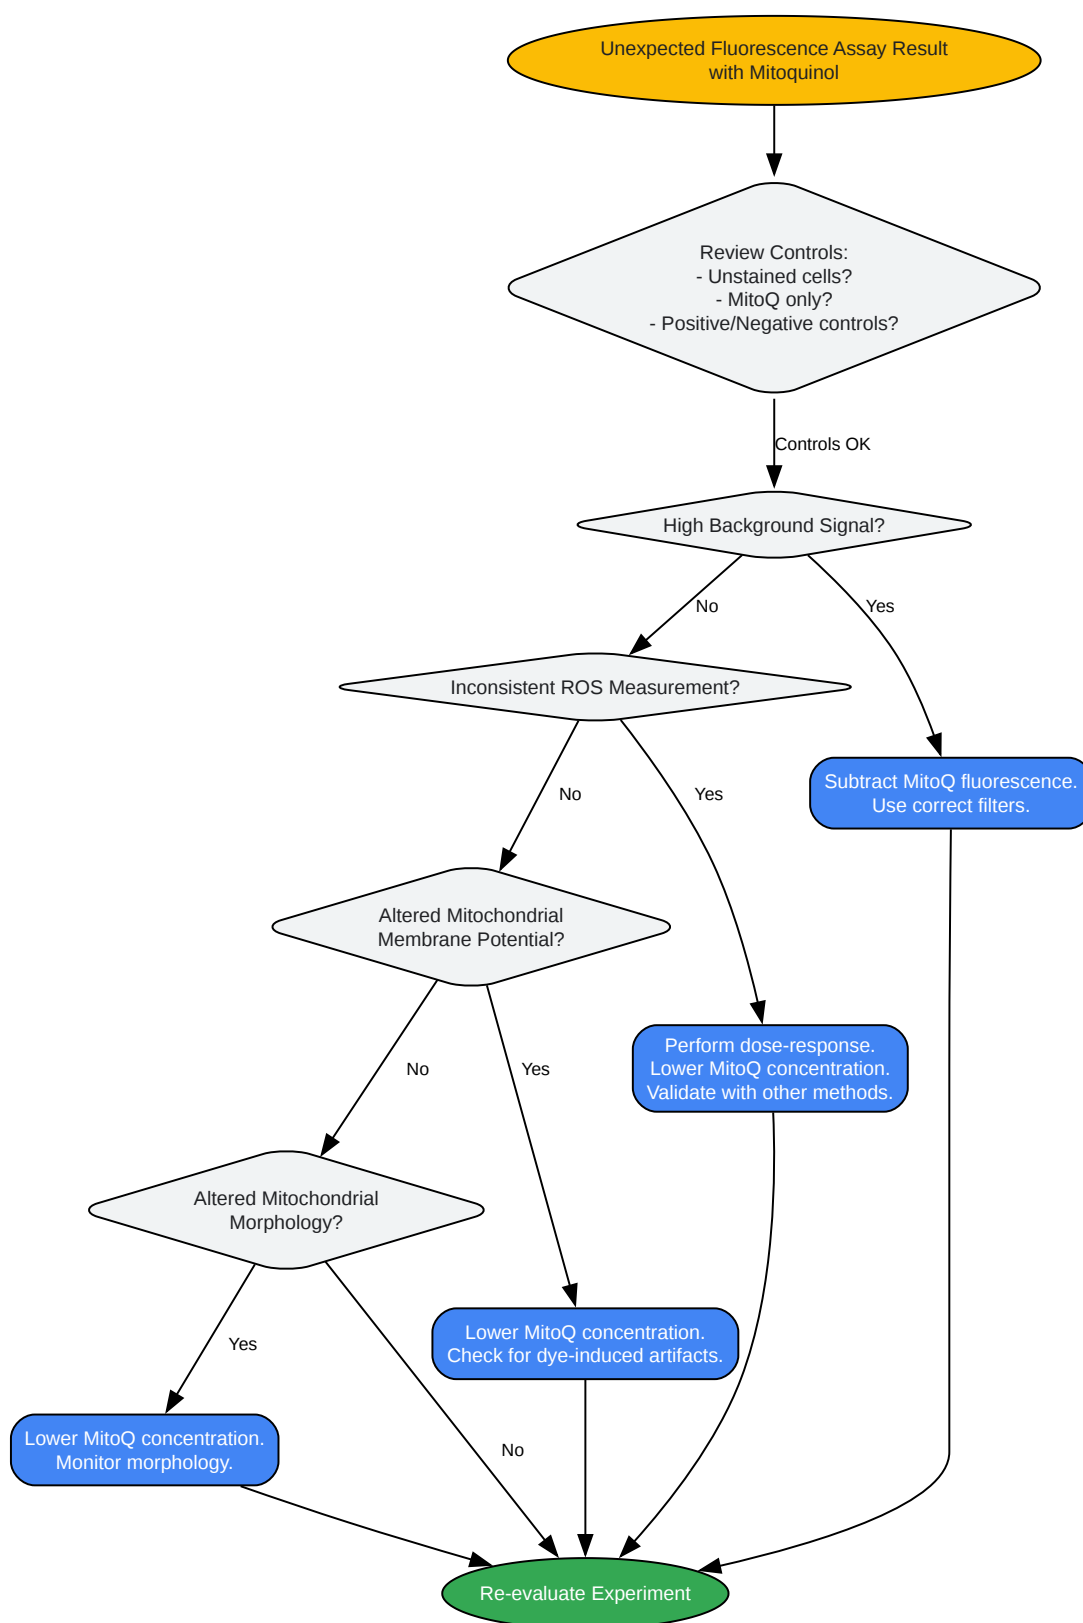 Unexpected Fluorescence Assay Result
with Mitoquinol
Review Controls:
- Unstained cells?
- MitoQ only?
- Positive/Negative controls?
Controls OK
High Background Signal?
No
Yes
Inconsistent ROS Measurement?
Subtract MitoQ fluorescence.
Use correct filters.
No
Yes
Altered Mitochondrial
Membrane Potential?
Perform dose-response.
Lower MitoQ concentration.
Validate with other methods.
No
Yes
Altered Mitochondrial
Morphology?
Lower MitoQ concentration.
Check for dye-induced artifacts.
Yes
No
Lower MitoQ concentration.
Monitor morphology.
Re-evaluate Experiment